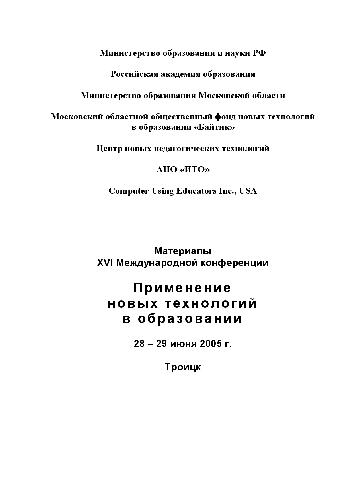 Министерство образования и науки РФ
Российская академия образования
Министерство образования Московской области
Московский областной общественный фонд новых технологий
в образовании «Байтик»
Центр новых педагогических технологий
АНО «ИТО»
Computer Using Educators Inc., USA
Материалы
XVI Международной конференции
Применение
новых технологий
в образовании
28 – 29 июня 2005 г.
Троицк